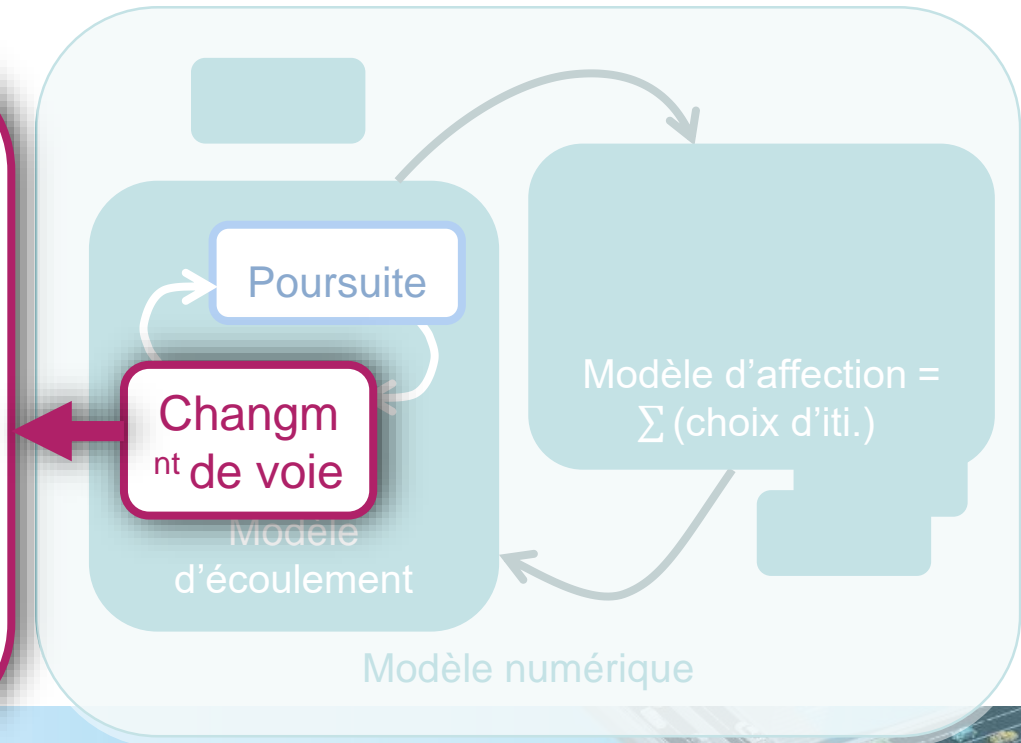 Poursuite
Changm
nt de voie
Modèle
d'écoulement
Modèle d'affection =
∑ (choix d'iti.)
Modèle numérique